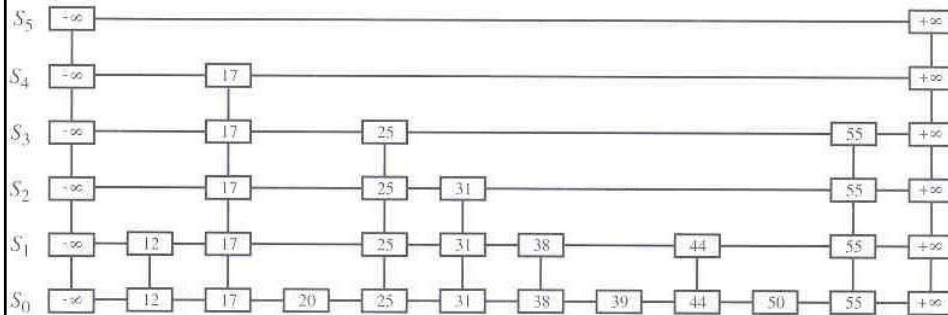 S5 -∞ +∞
S4 -∞ 17 +∞
S3 -∞ 17 25 55 +∞
S2 -∞ 17 25 31 55 +∞
S1 -∞ 12 17 25 31 38 44 55 +∞
S0 -∞ 12 17 20 25 31 38 39 44 50 55 +∞